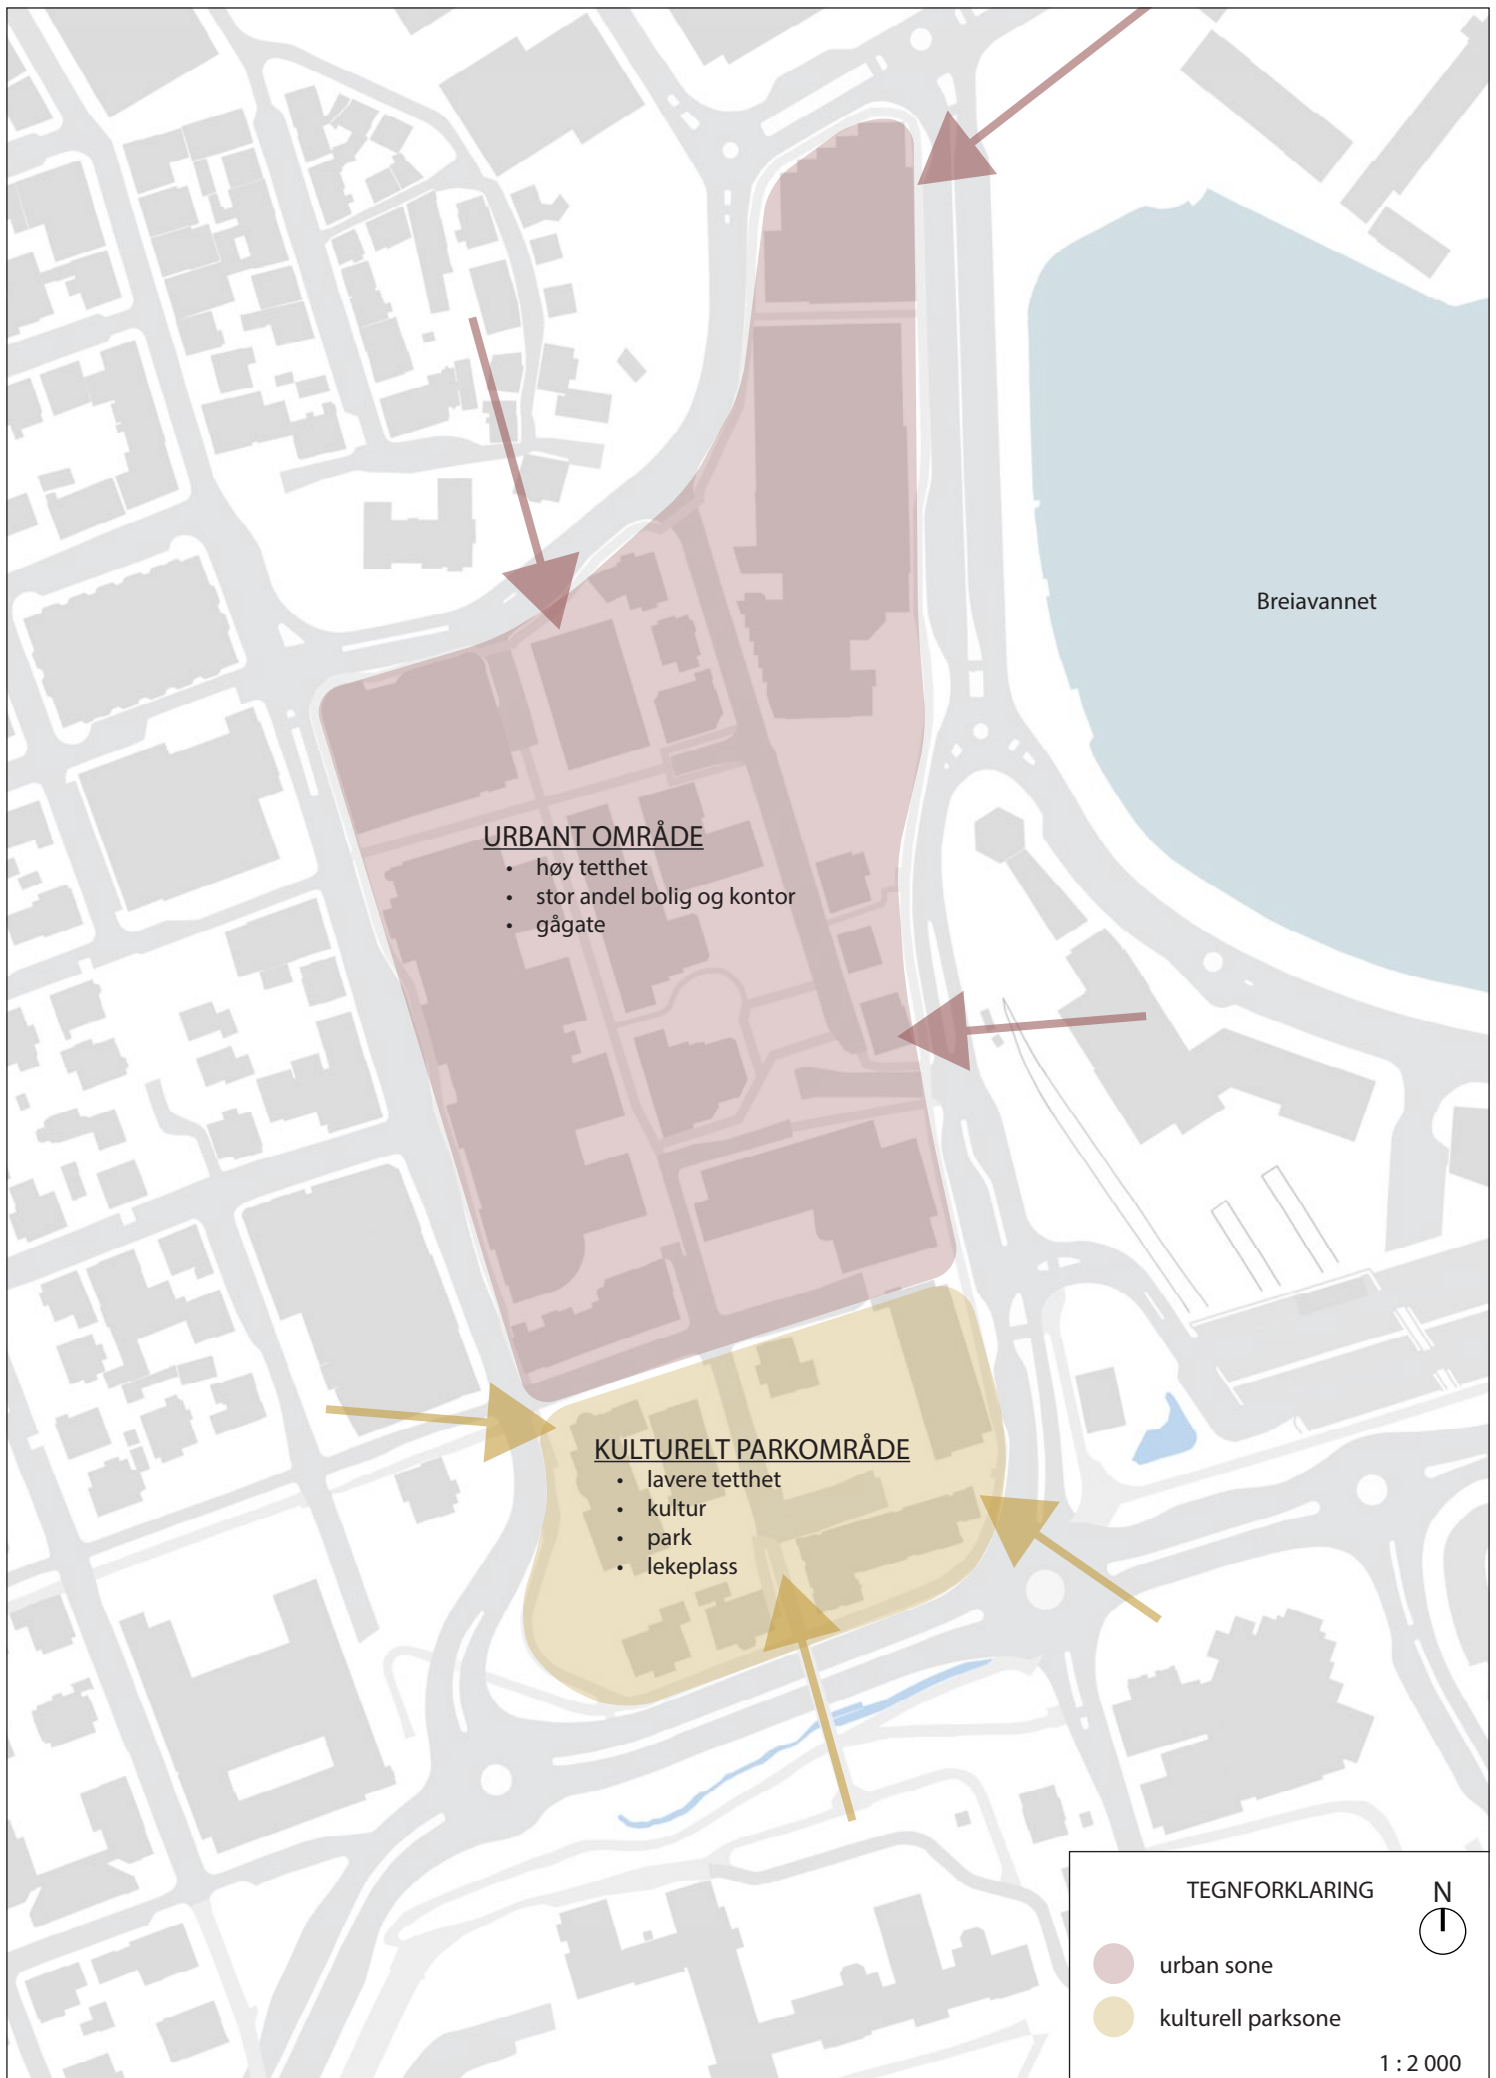 Breiavannet
URBANT OMRÅDE
• høy tetthet
• stor andel bolig og kontor
• gågate
KULTURELT PARKOMRÅDE
• lavere tetthet
• kultur
• park
• lekeplass
TEGNFORKLARING
N
urban sone
kulturell parksone
1 : 2 000